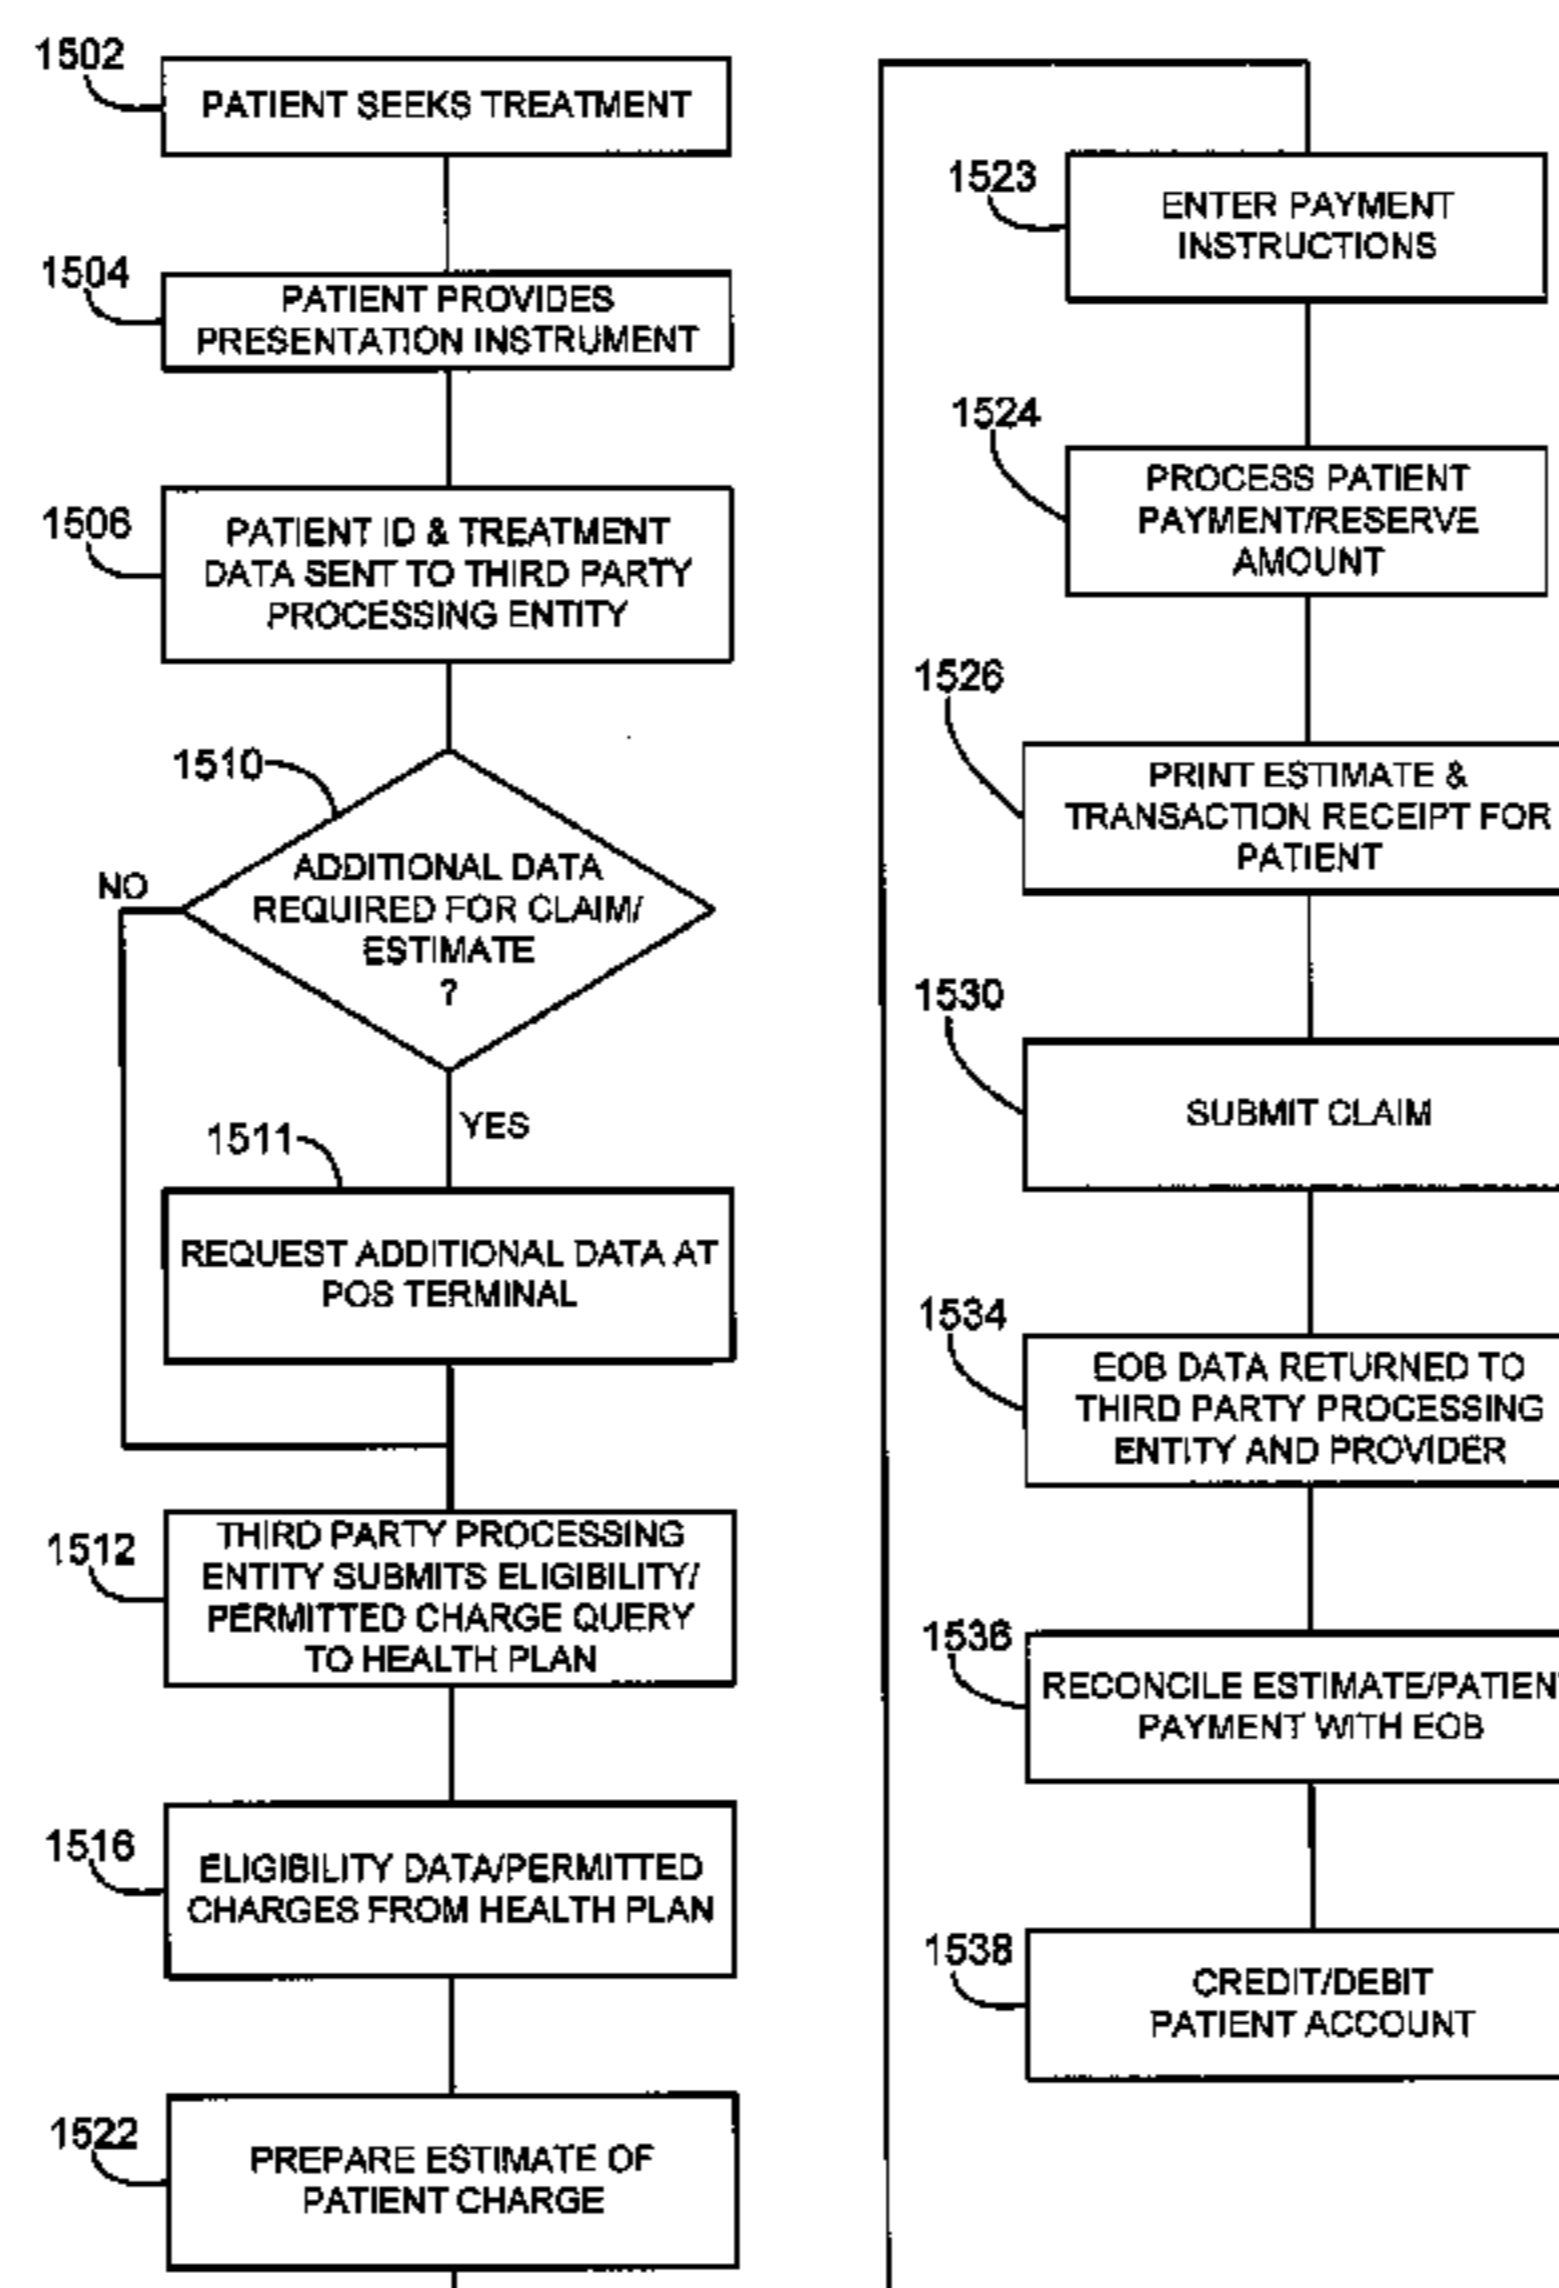 1502
PATIENT SEEKS TREATMENT
1504
PATIENT PROVIDES
PRESENTATION INSTRUMENT
1506
PATIENT ID & TREATMENT
DATA SENT TO THIRD PARTY
PROCESSING ENTITY
1510
ADDITIONAL DATA
REQUIRED FOR CLAIM/
ESTIMATE
?
NO
YES
1511
REQUEST ADDITIONAL DATA AT
POS TERMINAL
1512
THIRD PARTY PROCESSING
ENTITY SUBMITS ELIGIBILITY/
PERMITTED CHARGE QUERY
TO HEALTH PLAN
1516
ELIGIBILITY DATA/PERMITTED
CHARGES FROM HEALTH PLAN
1522
PREPARE ESTIMATE OF
PATIENT CHARGE
1523
ENTER PAYMENT
INSTRUCTIONS
1524
PROCESS PATIENT
PAYMENT/RESERVE
AMOUNT
1526
PRINT ESTIMATE &
TRANSACTION RECEIPT FOR
PATIENT
1530
SUBMIT CLAIM
1534
EOB DATA RETURNED TO
THIRD PARTY PROCESSING
ENTITY AND PROVIDER
1536
RECONCILE ESTIMATE/PATIENT
PAYMENT WITH EOB
1538
CREDIT/DEBIT
PATIENT ACCOUNT